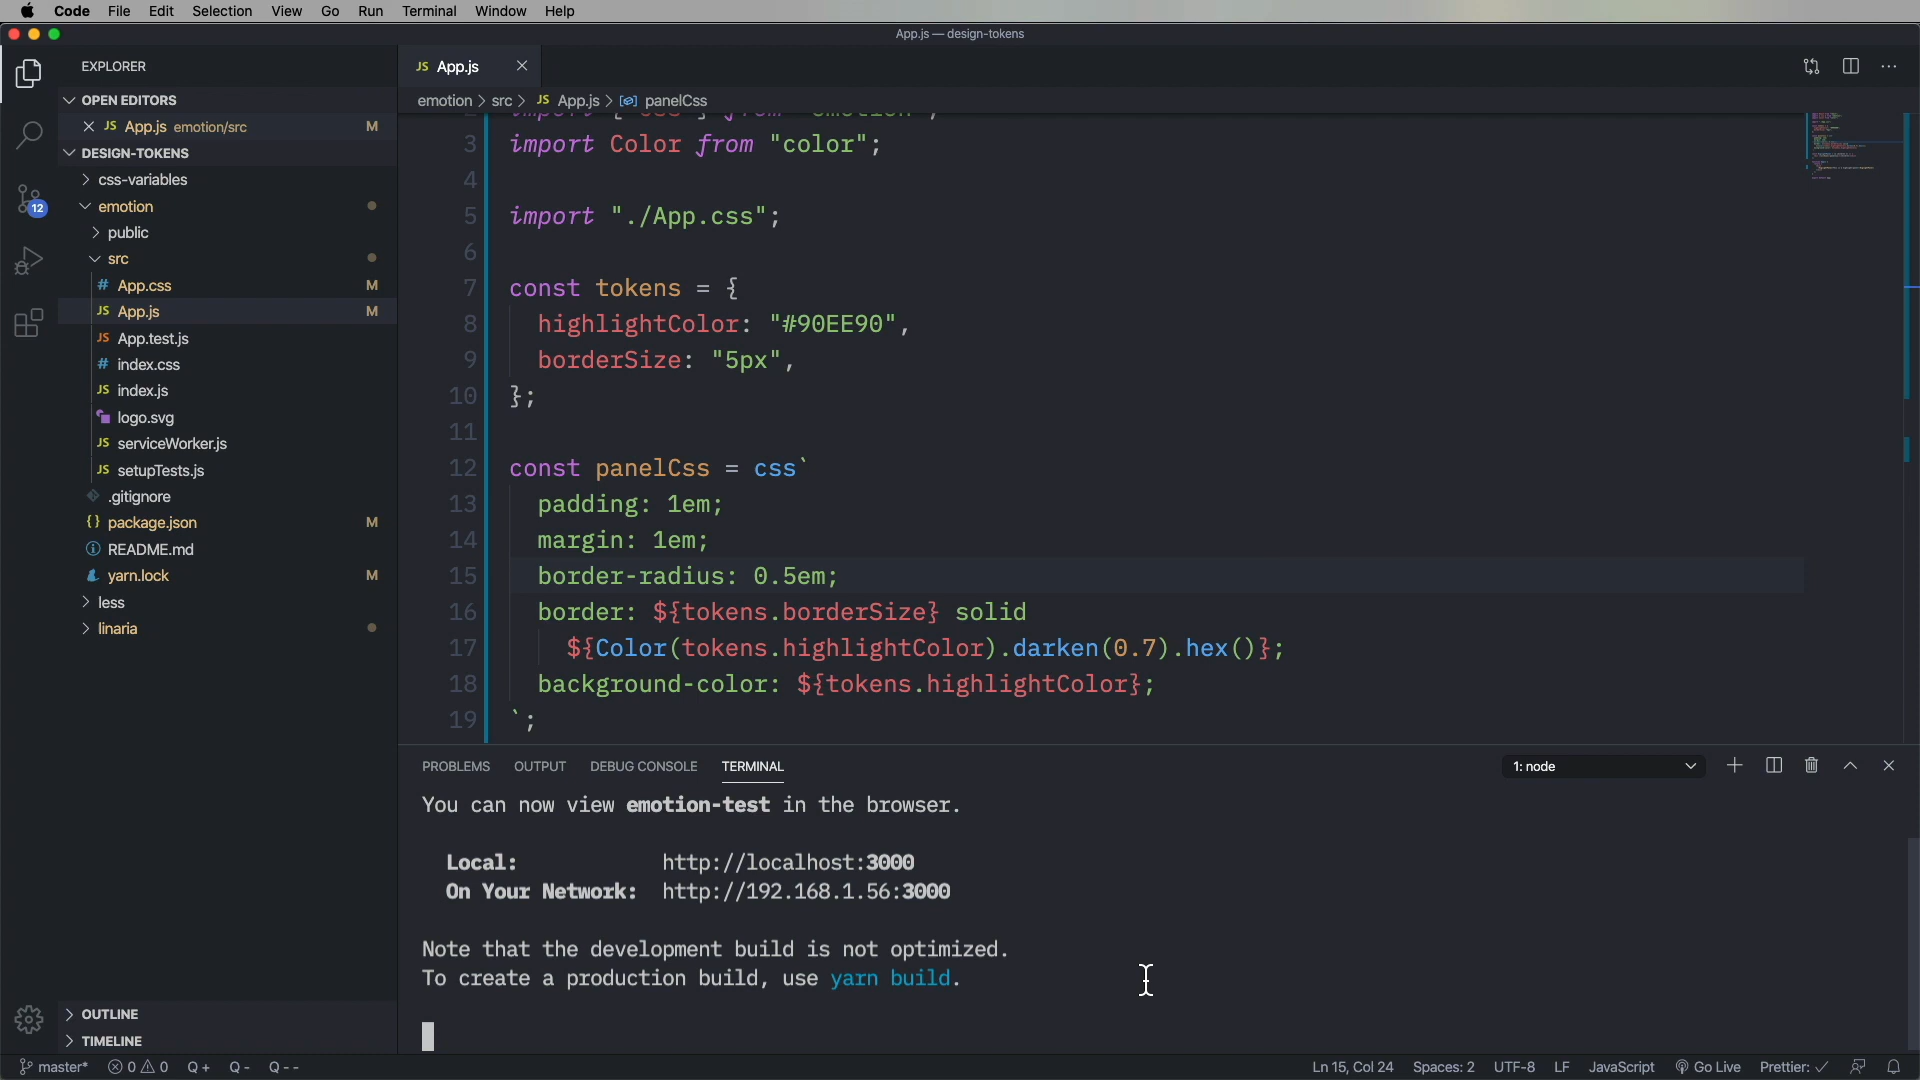 Code File Edit Selection View Go Run Terminal Window Help
App.js — design-tokens
EXPLORER
OPEN EDITORS
JS App.js emotion/src M
DESIGN-TOKENS
css-variables
emotion
public
src
# App.css M
JS App.js M
JS App.test.js
# index.css
JS index.js
logo.svg
JS serviceWorker.js
JS setupTests.js
.gitignore
{} package.json M
README.md
yarn.lock M
less
linaria
OUTLINE
TIMELINE
12
JS App.js
emotion > src > JS App.js > panelCss
3 import Color from "color";
4
5 import "./App.css";
6
7 const tokens = {
8 highlightColor: "#90EE90",
9 borderSize: "5px",
10 };
11
12 const panelCss = css`
13 padding: 1em;
14 margin: 1em;
15 border-radius: 0.5em;
16 border: ${tokens.borderSize} solid
17 ${Color(tokens.highlightColor).darken(0.7).hex()};
18 background-color: ${tokens.highlightColor};
19 `;
PROBLEMS OUTPUT DEBUG CONSOLE TERMINAL 1: node
You can now view emotion-test in the browser.
Local: http://localhost:3000
On Your Network: http://192.168.1.56:3000
Note that the development build is not optimized.
To create a production build, use yarn build.
master* 0 0 Q + Q - Q - - Ln 15, Col 24 Spaces: 2 UTF-8 LF JavaScript Go Live Prettier: ✓